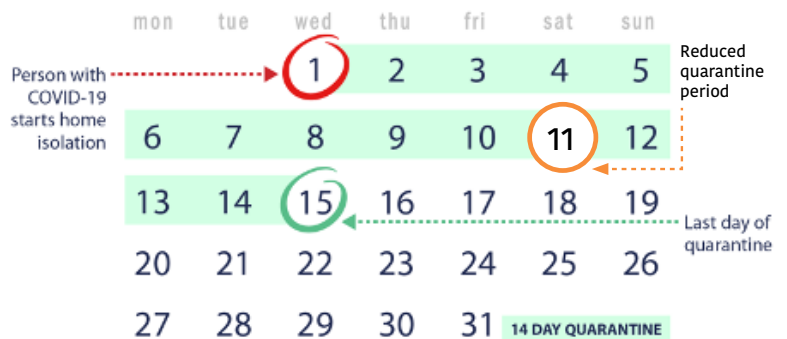 mon tue wed thu fri sat sun
Person with
COVID-19
starts home
isolation
1 2 3 4 5
Reduced
quarantine
period
6 7 8 9 10 11 12
13 14 15 16 17 18 19
Last day of
quarantine
20 21 22 23 24 25 26
27 28 29 30 31 14 DAY QUARANTINE